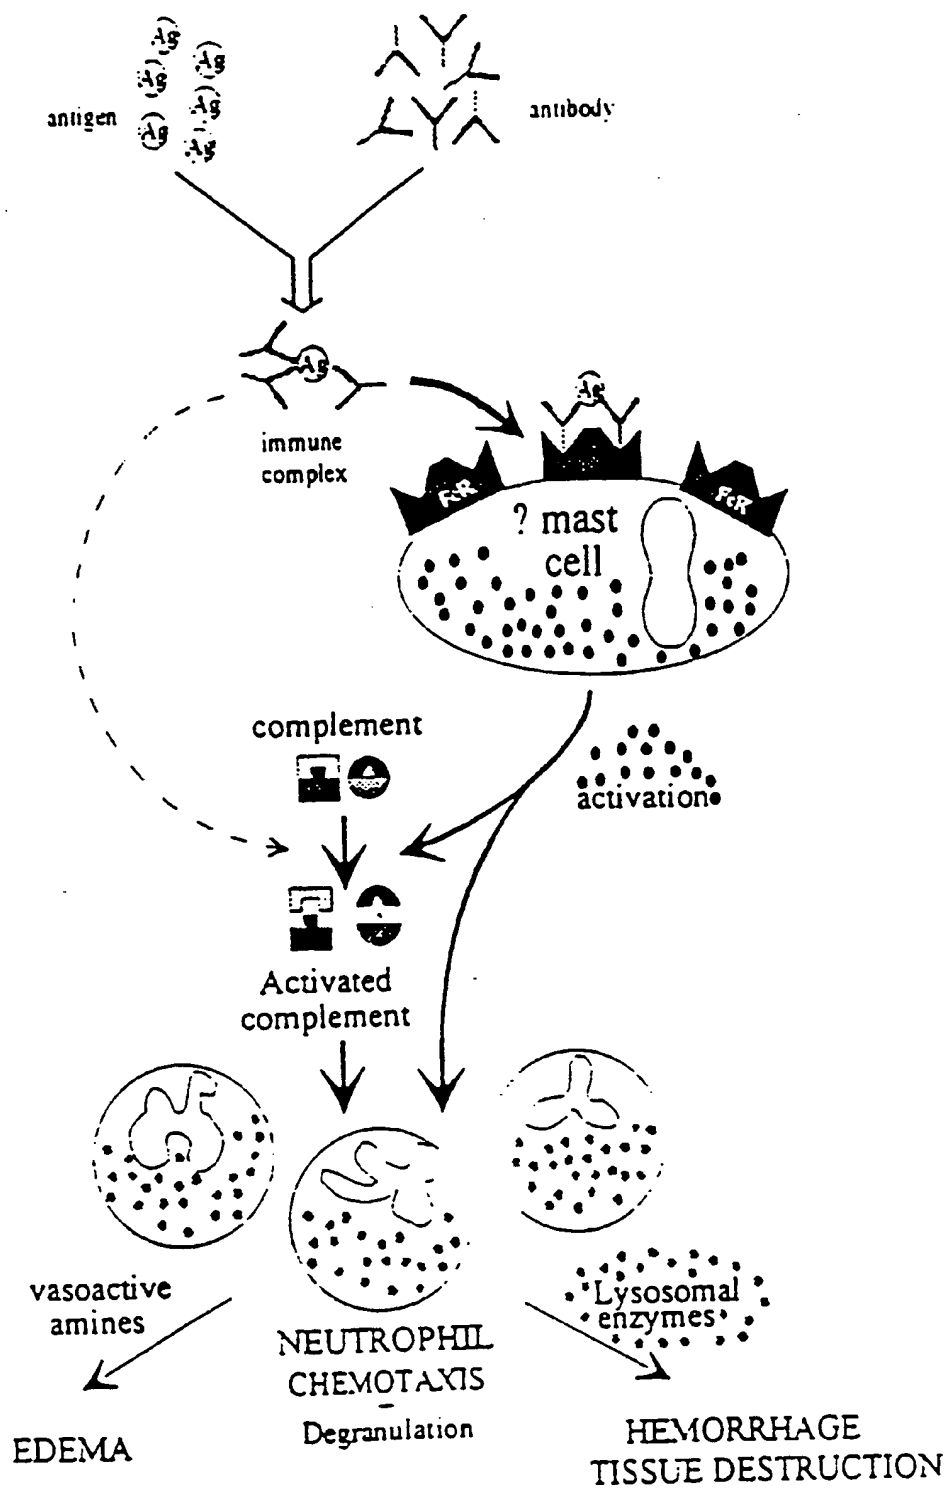 Ag
Ag
Ag
Ag
Ag
Ag
antigen
antibody
Ag
immune
complex
Ag
FcR
FcR
? mast
cell
complement
activation
Activated
complement
vasoactive
amines
Lysosomal
enzymes
NEUTROPHIL
CHEMOTAXIS
Degranulation
EDEMA
HEMORRHAGE
TISSUE DESTRUCTION